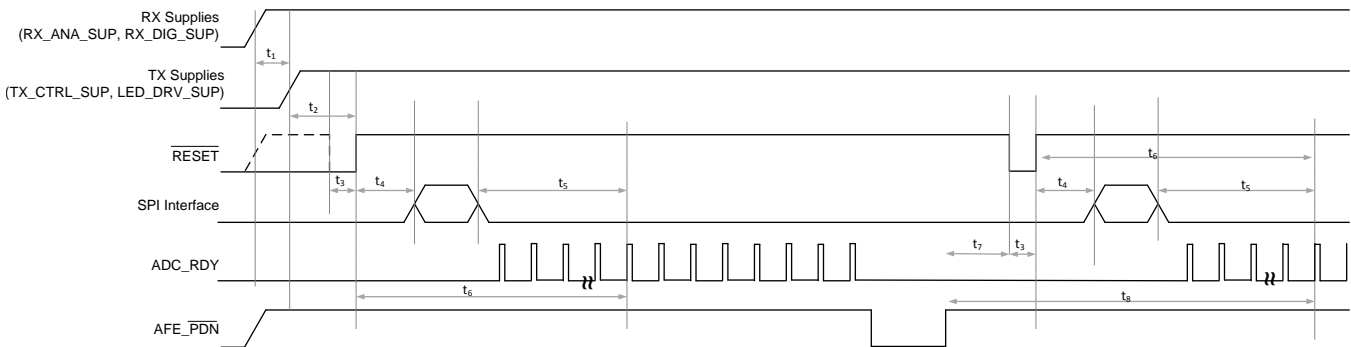 RX Supplies
(RX_ANA_SUP, RX_DIG_SUP)
t1
TX Supplies
(TX_CTRL_SUP, LED_DRV_SUP)
t2
RESET
t6
t3
t4
t5
t4
t5
SPI Interface
t7
t3
ADC_RDY
t6
t8
AFE_PDN